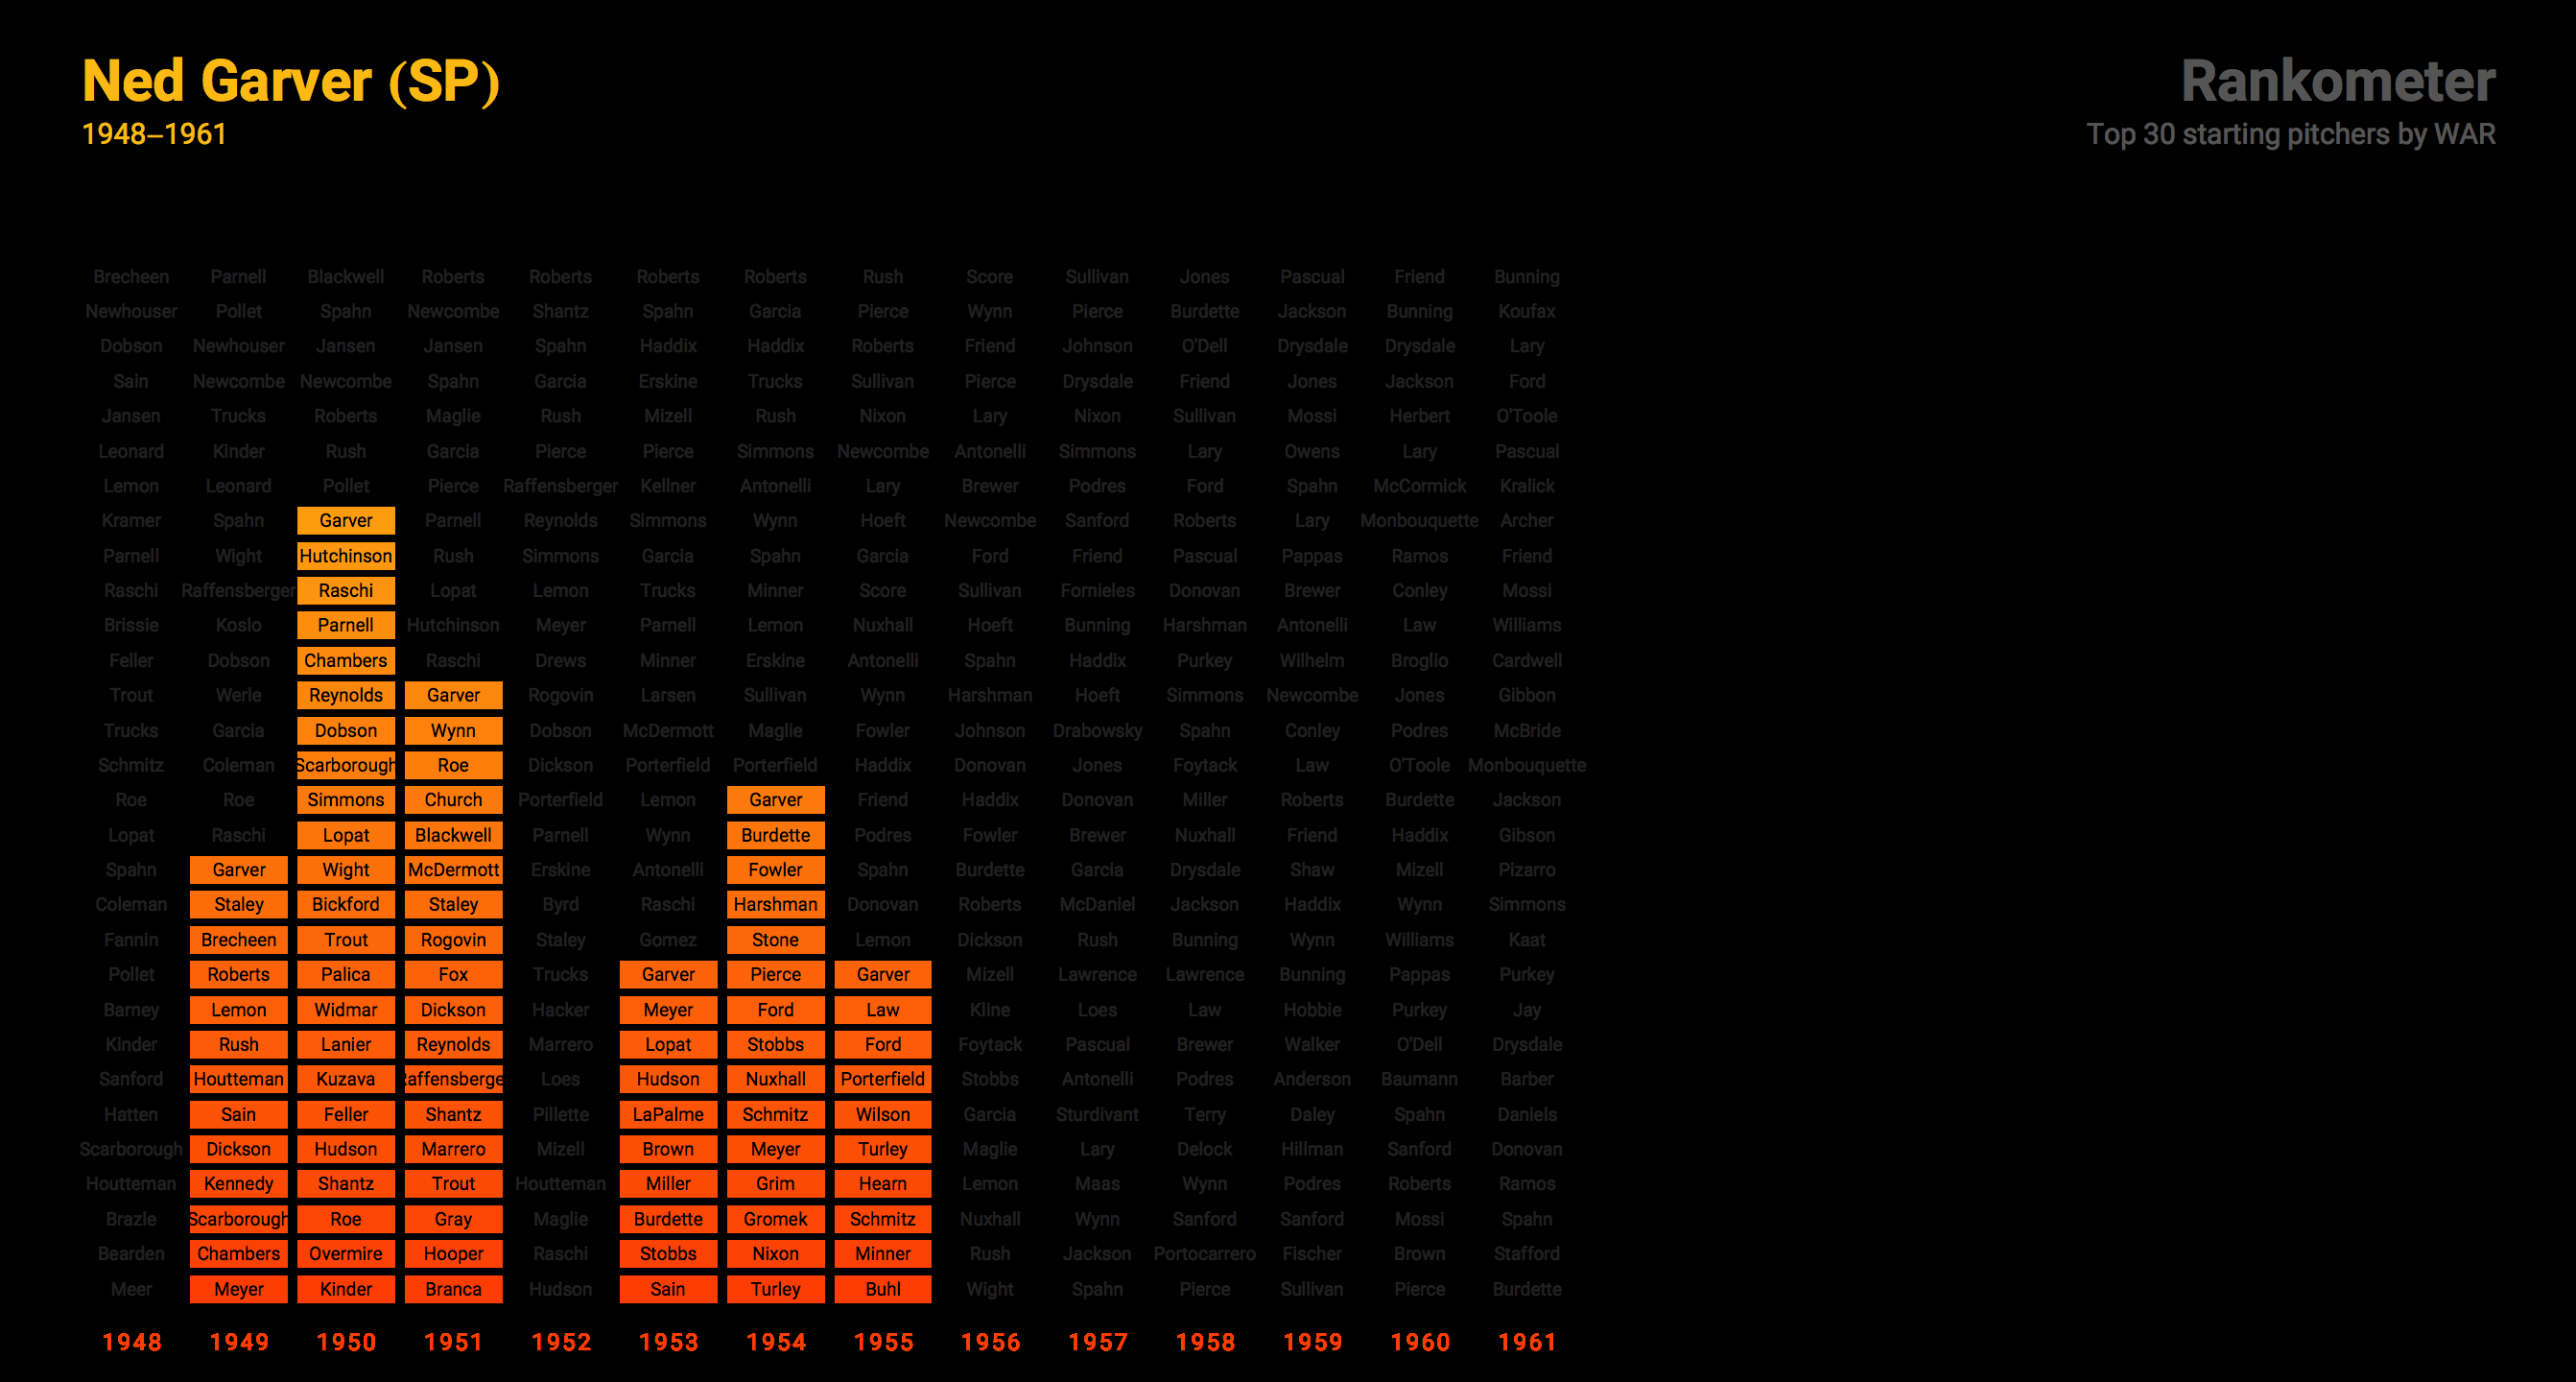 Ned Garver (SP)
1948–1961
Rankometer
Top 30 starting pitchers by WAR
Brecheen Parnell Blackwell Roberts Roberts Roberts Roberts Rush Score Sullivan Jones Pascual Friend Bunning
Newhouser Pollet Spahn Newcombe Shantz Spahn Garcia Pierce Wynn Pierce Burdette Jackson Bunning Koufax
Dobson Newhouser Jansen Jansen Spahn Haddix Haddix Roberts Friend Johnson O'Dell Drysdale Drysdale Lary
Sain Newcombe Newcombe Spahn Garcia Erskine Trucks Sullivan Pierce Drysdale Friend Jones Jackson Ford
Jansen Trucks Roberts Maglie Rush Mizell Rush Nixon Lary Nixon Sullivan Mossi Herbert O'Toole
Leonard Kinder Rush Garcia Pierce Pierce Simmons Newcombe Antonelli Simmons Lary Owens Lary Pascual
Lemon Leonard Pollet Pierce Raffensberger Kellner Antonelli Lary Brewer Podres Ford Spahn McCormick Kralick
Kramer Spahn Garver Parnell Reynolds Simmons Wynn Hoeft Newcombe Sanford Roberts Lary Monbouquette Archer
Parnell Wight Hutchinson Rush Simmons Garcia Spahn Garcia Ford Friend Pascual Pappas Ramos Friend
Raschi Raffensberger Raschi Lopat Lemon Trucks Minner Score Sullivan Fornieles Donovan Brewer Conley Mossi
Brissie Koslo Parnell Hutchinson Meyer Parnell Lemon Nuxhall Hoeft Bunning Harshman Antonelli Law Williams
Feller Dobson Chambers Raschi Drews Minner Erskine Antonelli Spahn Haddix Purkey Wilhelm Broglio Cardwell
Trout Werle Reynolds Garver Rogovin Larsen Sullivan Wynn Harshman Hoeft Simmons Newcombe Jones Gibbon
Trucks Garcia Dobson Wynn Dobson McDermott Maglie Fowler Johnson Drabowsky Spahn Conley Podres McBride
Schmitz Coleman Scarborough Roe Dickson Porterfield Porterfield Haddix Donovan Jones Foytack Law O'Toole Monbouquette
Roe Roe Simmons Church Porterfield Lemon Garver Friend Haddix Donovan Miller Roberts Burdette Jackson
Lopat Raschi Lopat Blackwell Parnell Wynn Burdette Podres Fowler Brewer Nuxhall Friend Haddix Gibson
Spahn Garver Wight McDermott Erskine Antonelli Fowler Spahn Burdette Garcia Drysdale Shaw Mizell Pizarro
Coleman Staley Bickford Staley Byrd Raschi Harshman Donovan Roberts McDaniel Jackson Haddix Wynn Simmons
Fannin Brecheen Trout Rogovin Staley Gomez Stone Lemon Dickson Rush Bunning Wynn Williams Kaat
Pollet Roberts Palica Fox Trucks Garver Pierce Garver Mizell Lawrence Lawrence Bunning Pappas Purkey
Barney Lemon Widmar Dickson Hacker Meyer Ford Law Kline Loes Law Hobbie Purkey Jay
Kinder Rush Lanier Reynolds Marrero Lopat Stobbs Ford Foytack Pascual Brewer Walker O'Dell Drysdale
Sanford Houtteman Kuzava affensberge Loes Hudson Nuxhall Porterfield Stobbs Antonelli Podres Anderson Baumann Barber
Hatten Sain Feller Shantz Pillette LaPalme Schmitz Wilson Garcia Sturdivant Terry Daley Spahn Daniels
Scarborough Dickson Hudson Marrero Mizell Brown Meyer Turley Maglie Lary Delock Hillman Sanford Donovan
Houtteman Kennedy Shantz Trout Houtteman Miller Grim Hearn Lemon Maas Wynn Podres Roberts Ramos
Brazle Scarborough Roe Gray Maglie Burdette Gromek Schmitz Nuxhall Wynn Sanford Sanford Mossi Spahn
Bearden Chambers Overmire Hooper Raschi Stobbs Nixon Minner Rush Jackson Portocarrero Fischer Brown Stafford
Meer Meyer Kinder Branca Hudson Sain Turley Buhl Wight Spahn Pierce Sullivan Pierce Burdette
1948 1949 1950 1951 1952 1953 1954 1955 1956 1957 1958 1959 1960 1961